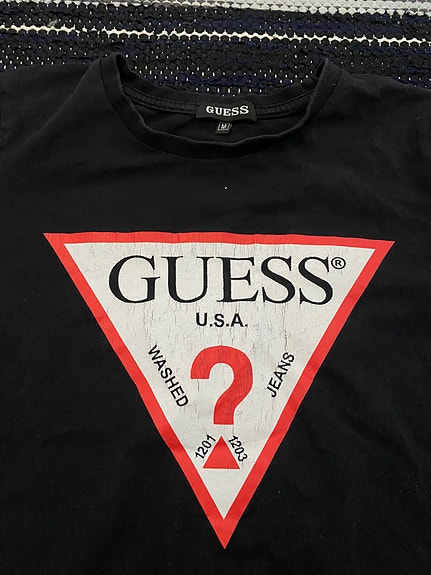 GUESS
M
GUESS®
U.S.A.
WASHED ? JEANS
1201 1203